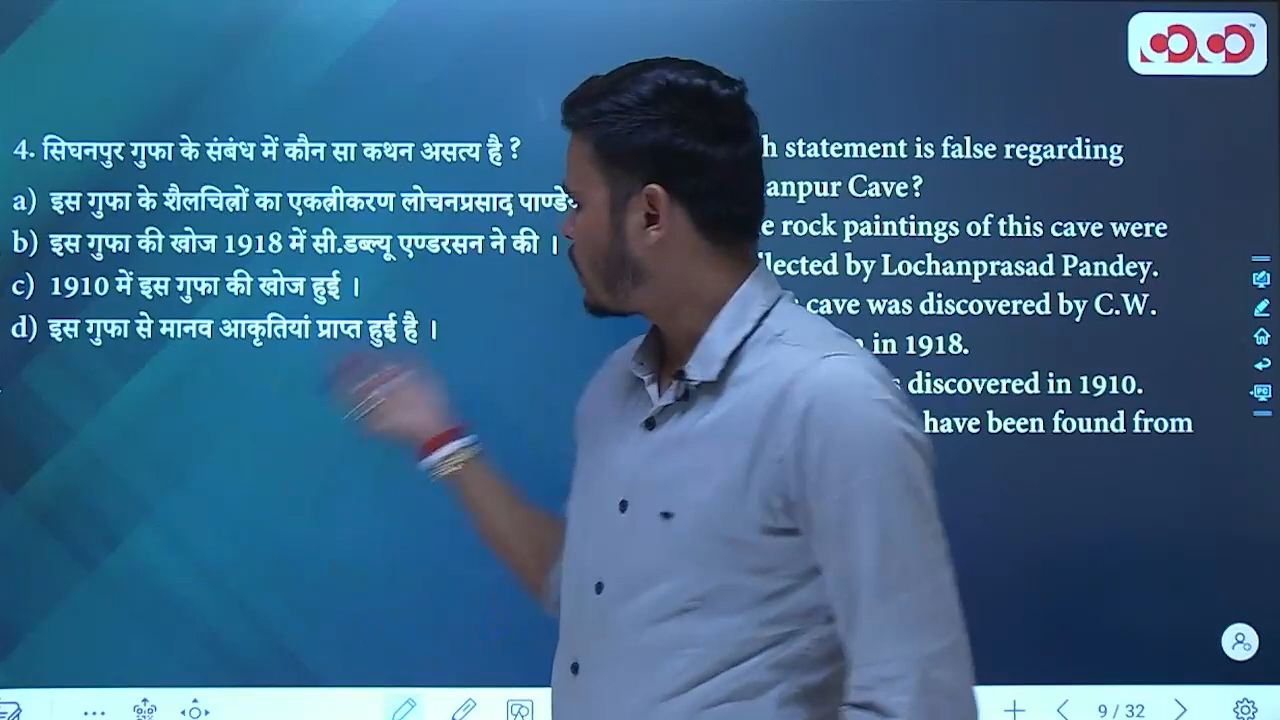 4. सिघनपुर गुफा के संबंध में कौन सा कथन असत्य है ?
a) इस गुफा के शैलचित्रों का एकत्रीकरण लोचनप्रसाद
b) इस गुफा की खोज 1918 में सी.डब्ल्यू एण्डरसन ने की ।
c) 1910 में इस गुफा की खोज हुई ।
d) इस गुफा से मानव आकृतियां प्राप्त हुई है ।
statement is false regarding
Cave?
rock paintings of this cave were
by Lochanprasad Pandey.
cave was discovered by C.W.
in 1918.
discovered in 1910.
have been found from
9 / 32